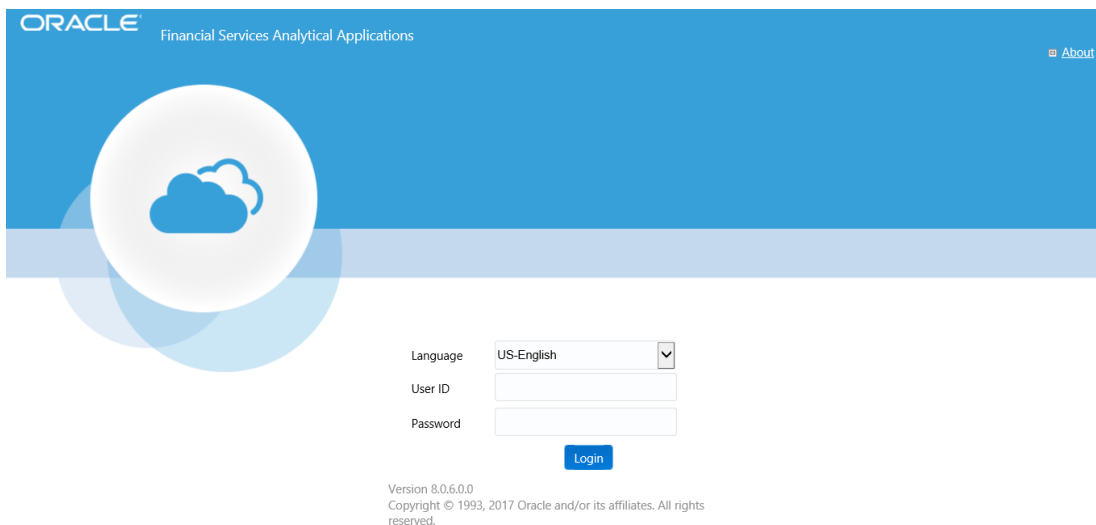 ORACLE
Financial Services Analytical Applications
About
Language US-English
User ID
Password
Login
Version 8.0.6.0.0
Copyright © 1993, 2017 Oracle and/or its affiliates. All rights
reserved.